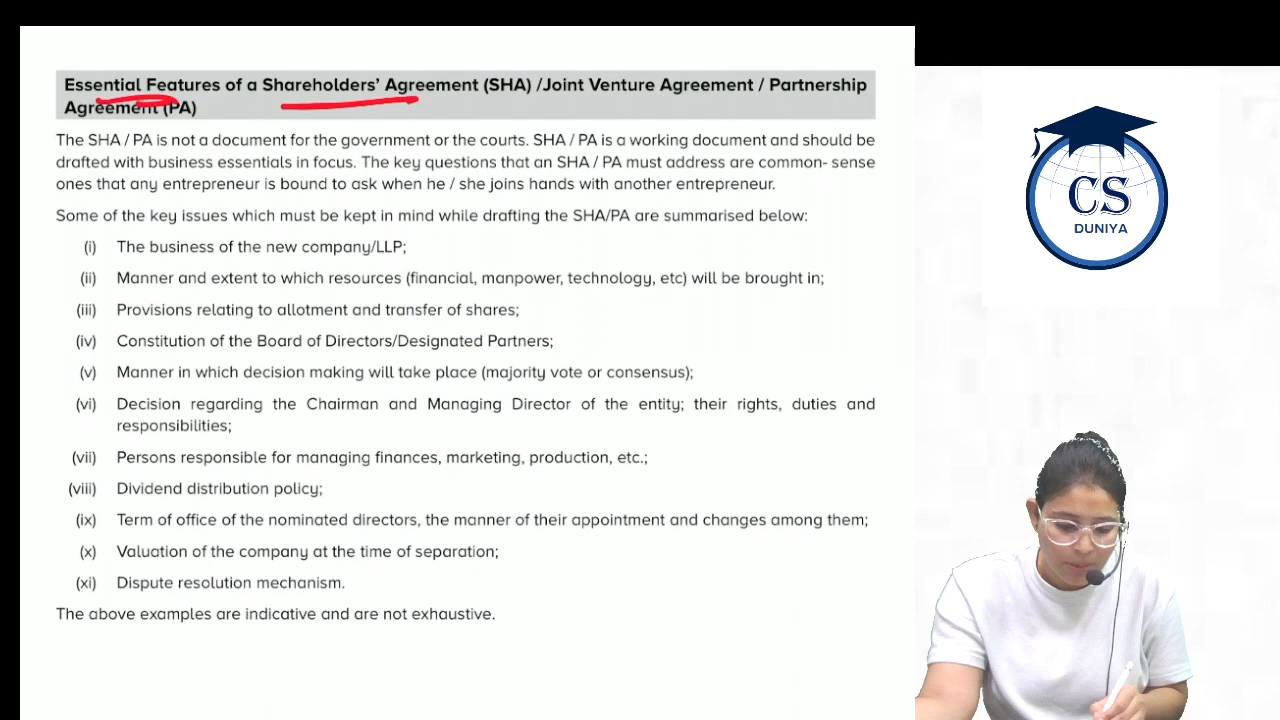 Essential Features of a Shareholders' Agreement (SHA) /Joint Venture Agreement / Partnership
Agreement (PA)
The SHA / PA is not a document for the government or the courts. SHA / PA is a working document and should be
drafted with business essentials in focus. The key questions that an SHA / PA must address are common- sense
ones that any entrepreneur is bound to ask when he / she joins hands with another entrepreneur.
Some of the key issues which must be kept in mind while drafting the SHA/PA are summarised below:
(i) The business of the new company/LLP;
(ii) Manner and extent to which resources (financial, manpower, technology, etc) will be brought in;
(iii) Provisions relating to allotment and transfer of shares;
(iv) Constitution of the Board of Directors/Designated Partners;
(v) Manner in which decision making will take place (majority vote or consensus);
(vi) Decision regarding the Chairman and Managing Director of the entity; their rights, duties and
responsibilities;
(vii) Persons responsible for managing finances, marketing, production, etc.;
(viii) Dividend distribution policy;
(ix) Term of office of the nominated directors, the manner of their appointment and changes among them;
(x) Valuation of the company at the time of separation;
(xi) Dispute resolution mechanism.
The above examples are indicative and are not exhaustive.
CS
DUNIYA